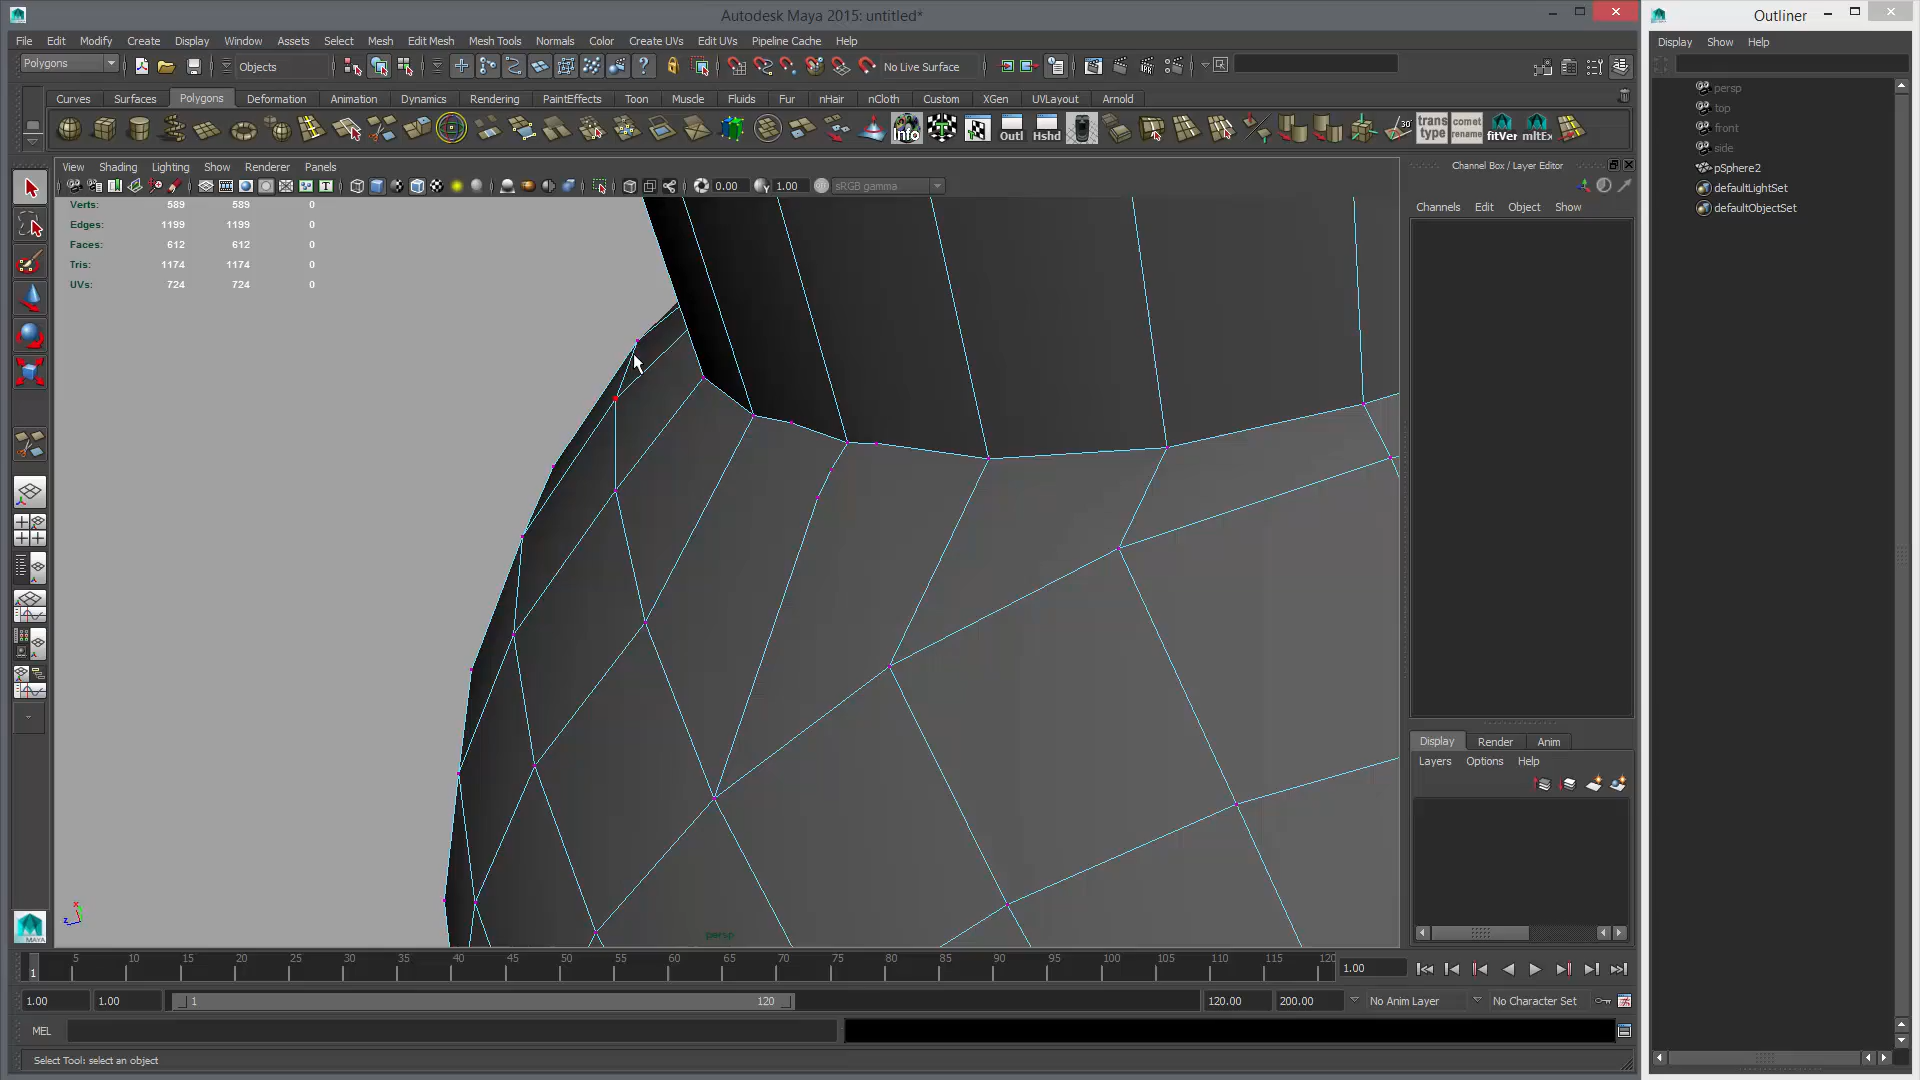 Autodesk Maya 2015: untitled*
Outliner
File Edit Modify Create Display Window Assets Select Mesh Edit Mesh Mesh Tools Normals Color Create UVs Edit UVs Pipeline Cache Help
Display Show Help
Polygons
Objects
No Live Surface
Curves Surfaces Polygons Deformation Animation Dynamics Rendering PaintEffects Toon Muscle Fluids Fur nHair nCloth Custom XGen UVLayout Arnold
Info Outl Hshd 30 trans type comet rename fitVer mltEx
View Shading Lighting Show Renderer Panels
0.00 1.00 sRGB gamma
Verts: 589 589 0
Edges: 1199 1199 0
Faces: 612 612 0
Tris: 1174 1174 0
UVs: 724 724 0
Channel Box / Layer Editor
Channels Edit Object Show
persp
top
front
side
pSphere2
defaultLightSet
defaultObjectSet
Display Render Anim
Layers Options Help
persp
x
z
MAYA
1 5 10 15 20 25 30 35 40 45 50 55 60 65 70 75 80 85 90 95 100 105 110 115 120
1.00
1.00 1.00 1 120 120.00 200.00 No Anim Layer No Character Set
MEL
Select Tool: select an object